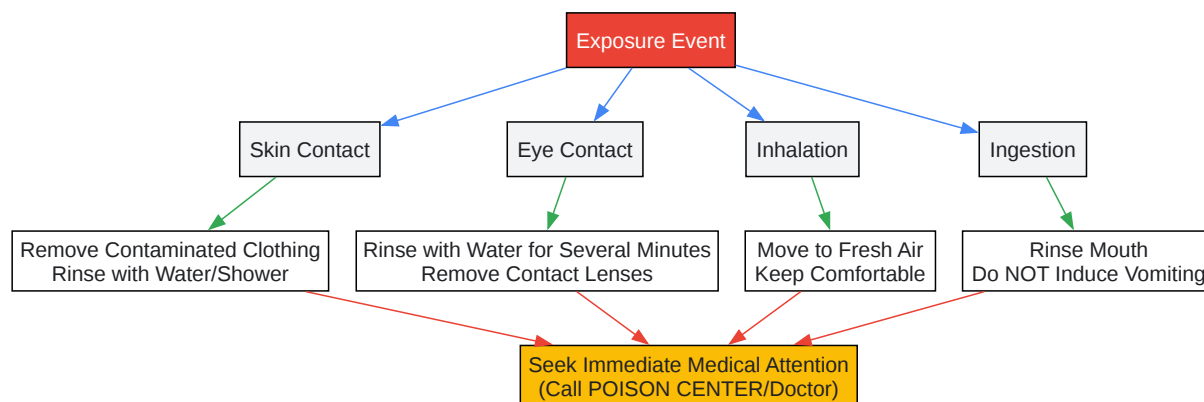 Exposure Event
Skin Contact
Eye Contact
Inhalation
Ingestion
Remove Contaminated Clothing
Rinse with Water/Shower
Rinse with Water for Several Minutes
Remove Contact Lenses
Move to Fresh Air
Keep Comfortable
Rinse Mouth
Do NOT Induce Vomiting
Seek Immediate Medical Attention
(Call POISON CENTER/Doctor)